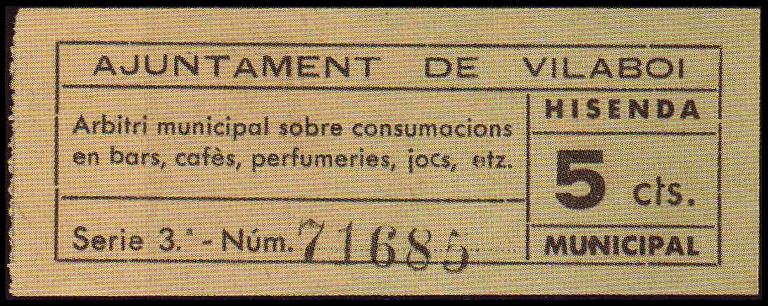 AJUNTAMENT DE VILABOI
Arbitri municipal sobre consumacions
en bars, cafès, perfumeries, jocs, etz.
Serie 3.ª - Núm. 71685
HISENDA
5 cts.
MUNICIPAL